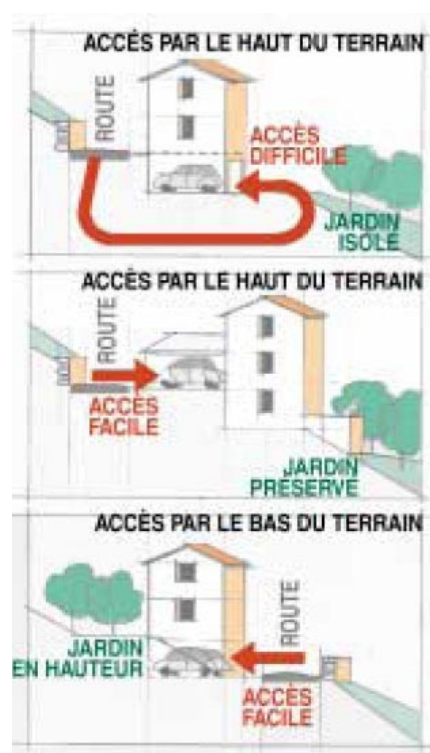 ACCÈS PAR LE HAUT DU TERRAIN
ROUTE
ACCÈS
DIFFICILE
JARDIN
ISOLÉ
ACCÈS PAR LE HAUT DU TERRAIN
ROUTE
ACCÈS
FACILE
JARDIN
PRÉSERVÉ
ACCÈS PAR LE BAS DU TERRAIN
ROUTE
JARDIN
EN HAUTEUR
ACCÈS
FACILE